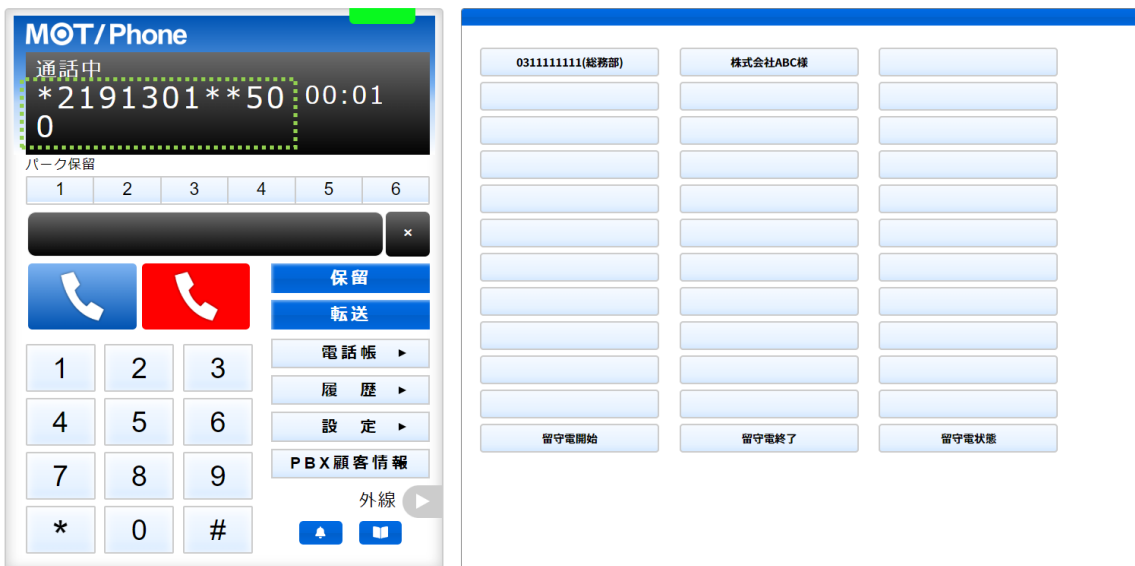 MOT/Phone
通話中
*2191301**50 00:01
0
パーク保留
1 2 3 4 5 6
×
保留
転送
電話帳 ►
履 歴 ►
設 定 ►
PBX顧客情報
外線
1 2 3
4 5 6
7 8 9
* 0 #
0311111111(総務部) 株式会社ABC様
留守電開始 留守電終了 留守電状態